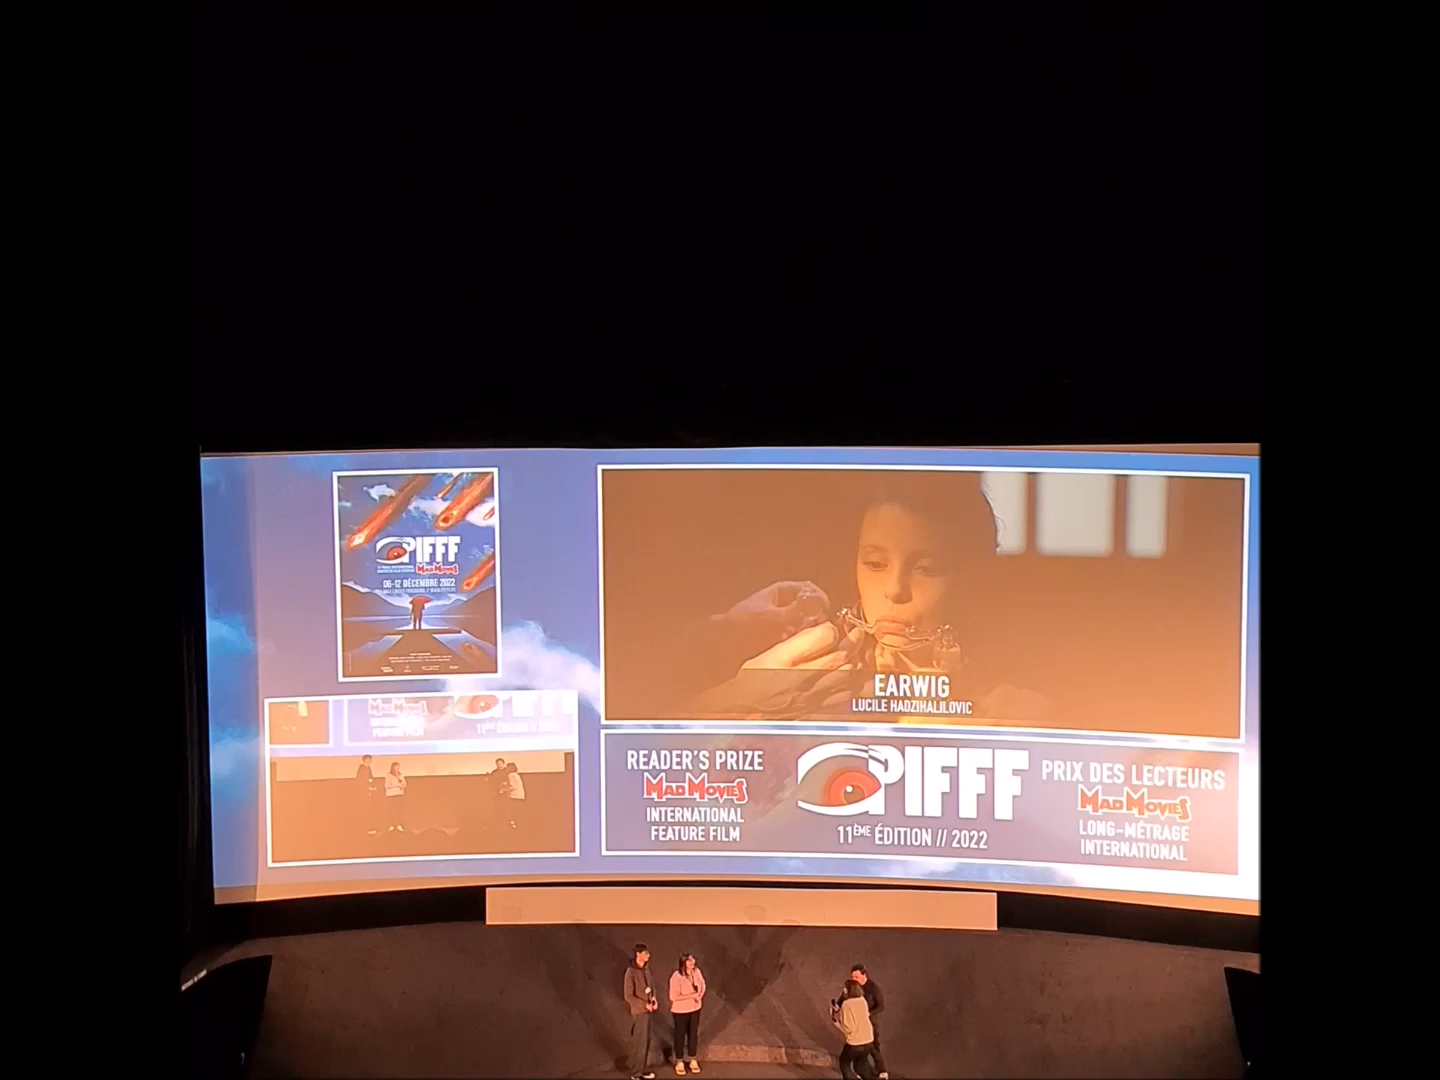 PIFFF
MAD MOVIES
06-12 DÉCEMBRE 2022
EARWIG
LUCILE HADZIHALILOVIC
READER'S PRIZE
MAD MOVIES
INTERNATIONAL
FEATURE FILM
PIFFF
11ÈME ÉDITION // 2022
PRIX DES LECTEURS
MAD MOVIES
LONG-MÉTRAGE
INTERNATIONAL